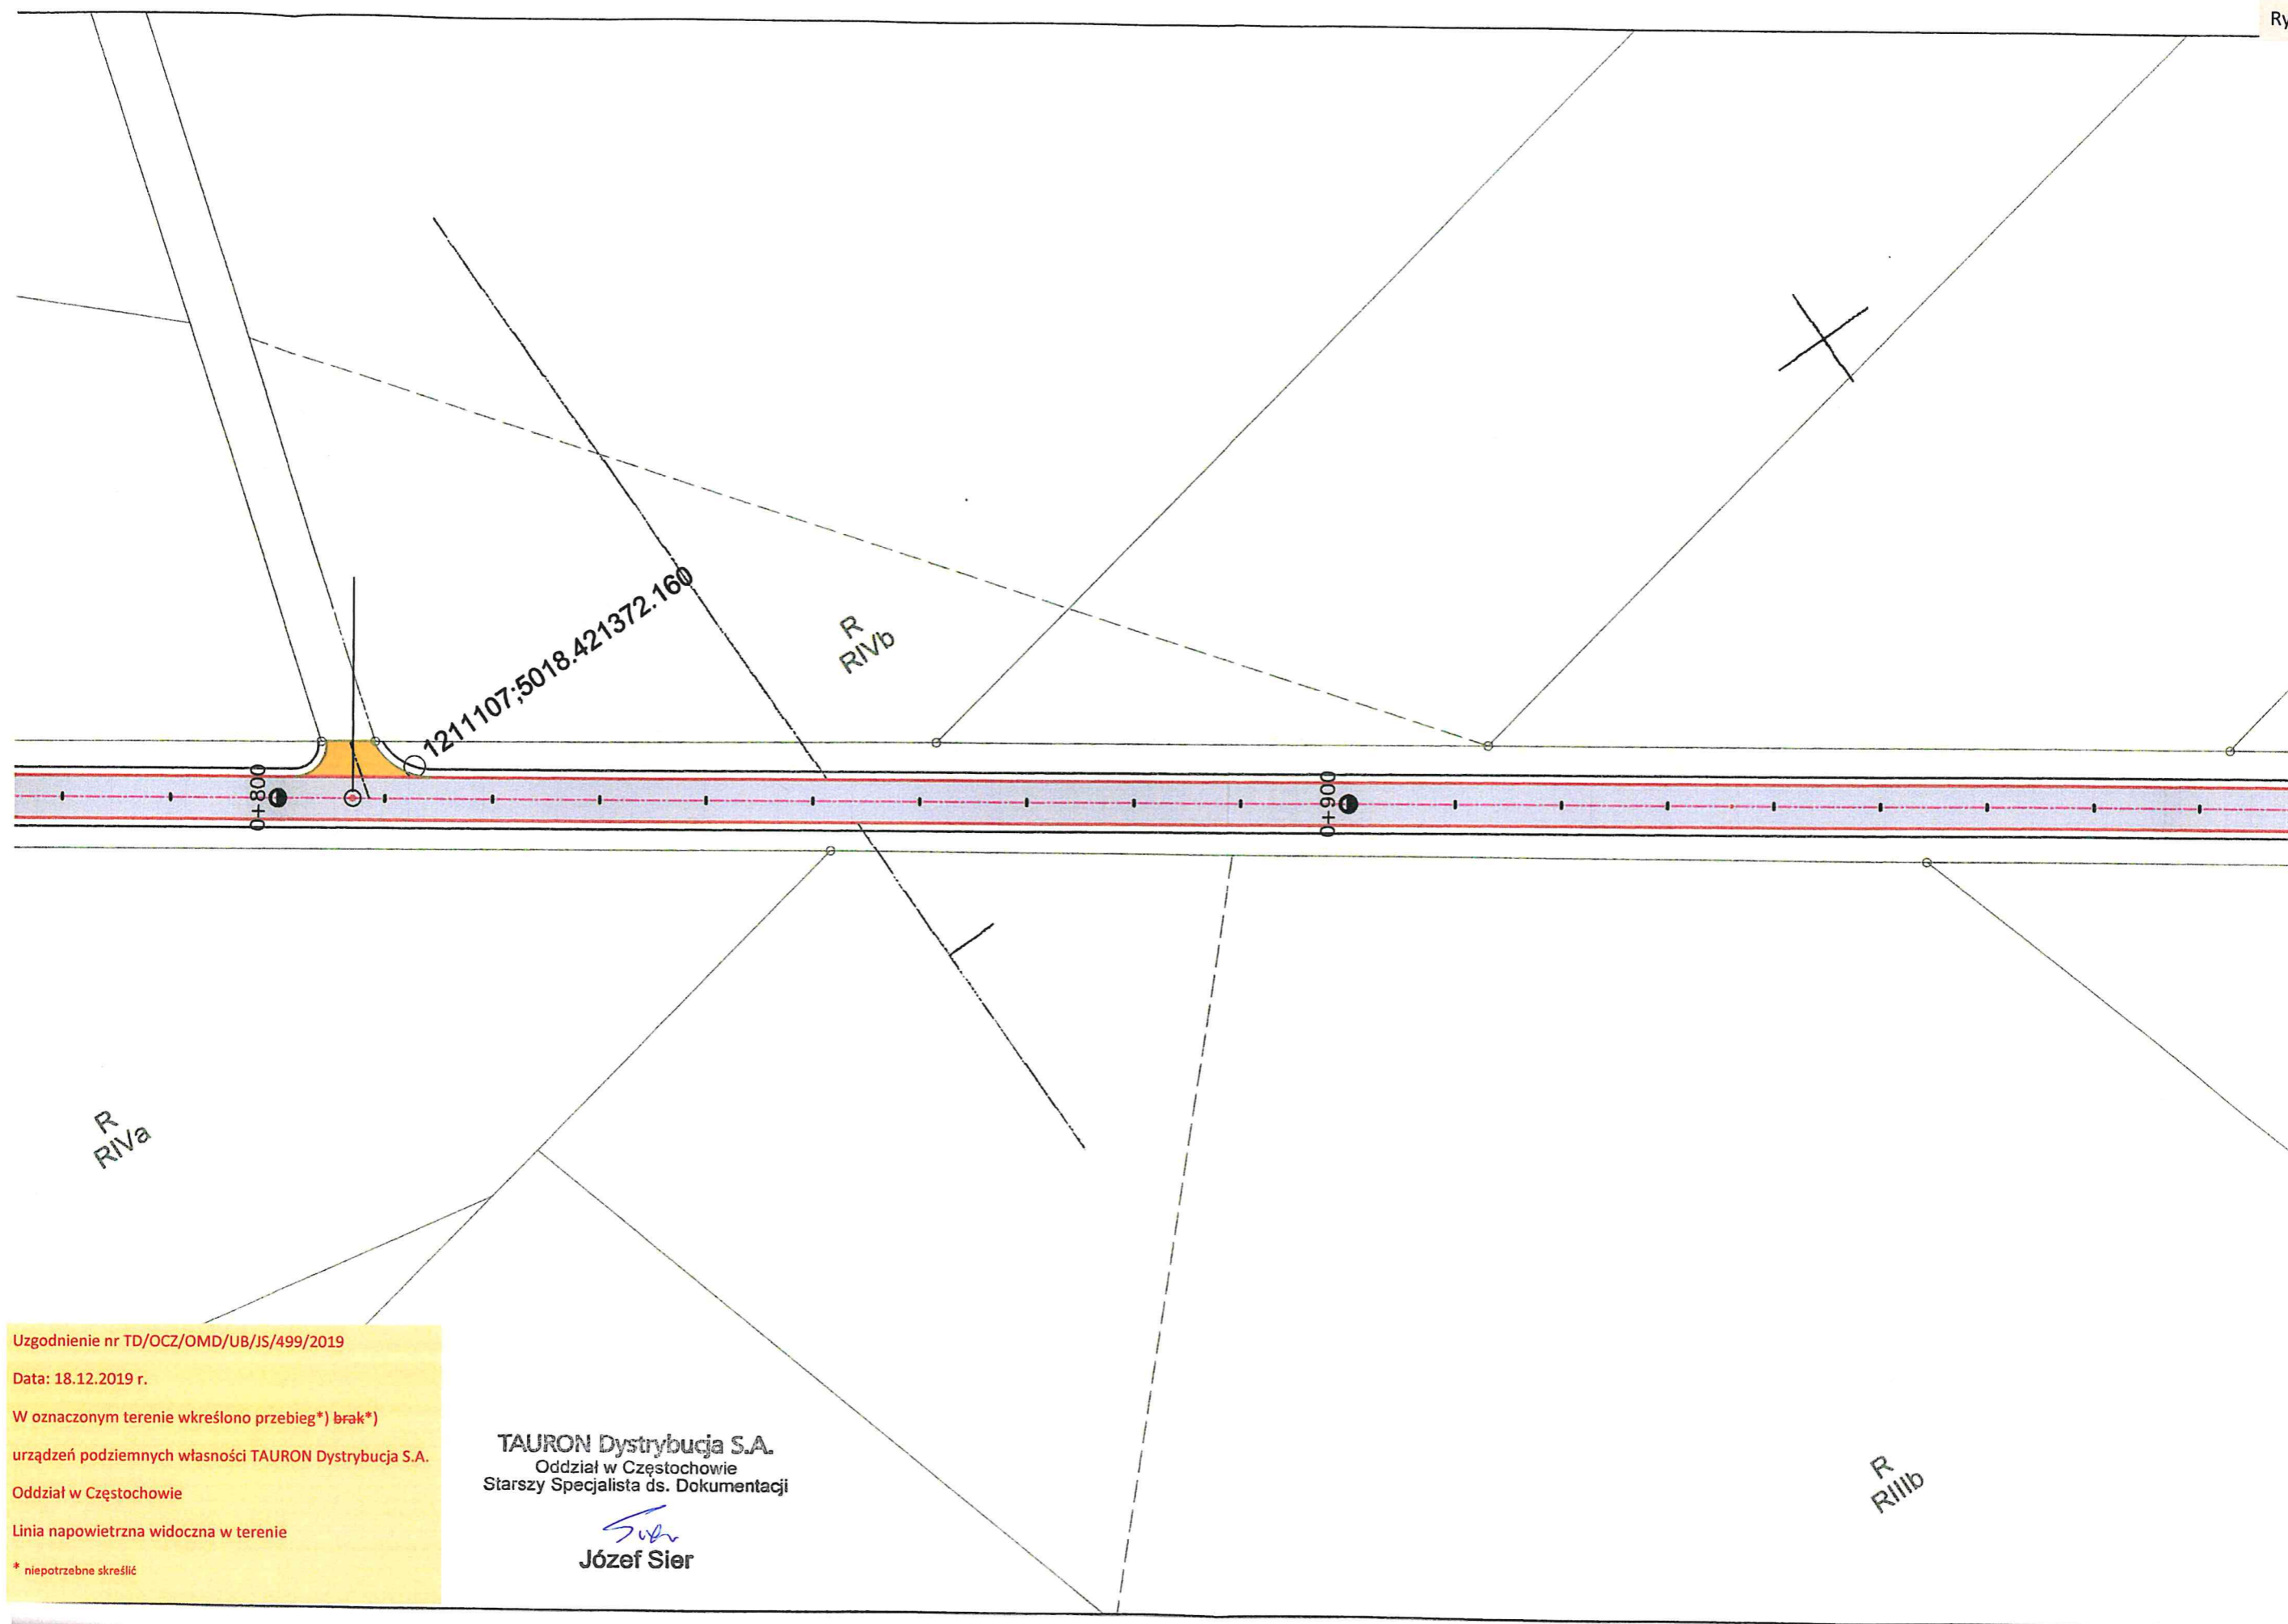 Ry
1211107;5018.421372.160
R
RIVb
0+800
0+900
R
RIVa
R
RIIIb
Uzgodnienie nr TD/OCZ/OMD/UB/JS/499/2019
Data: 18.12.2019 r.
W oznaczonym terenie wkreślono przebieg*) brak*)
urządzeń podziemnych własności TAURON Dystrybucja S.A.
Oddział w Częstochowie
Linia napowietrzna widoczna w terenie
* niepotrzebne skreślić
TAURON Dystrybucja S.A.
Oddział w Częstochowie
Starszy Specjalista ds. Dokumentacji
Józef Sier